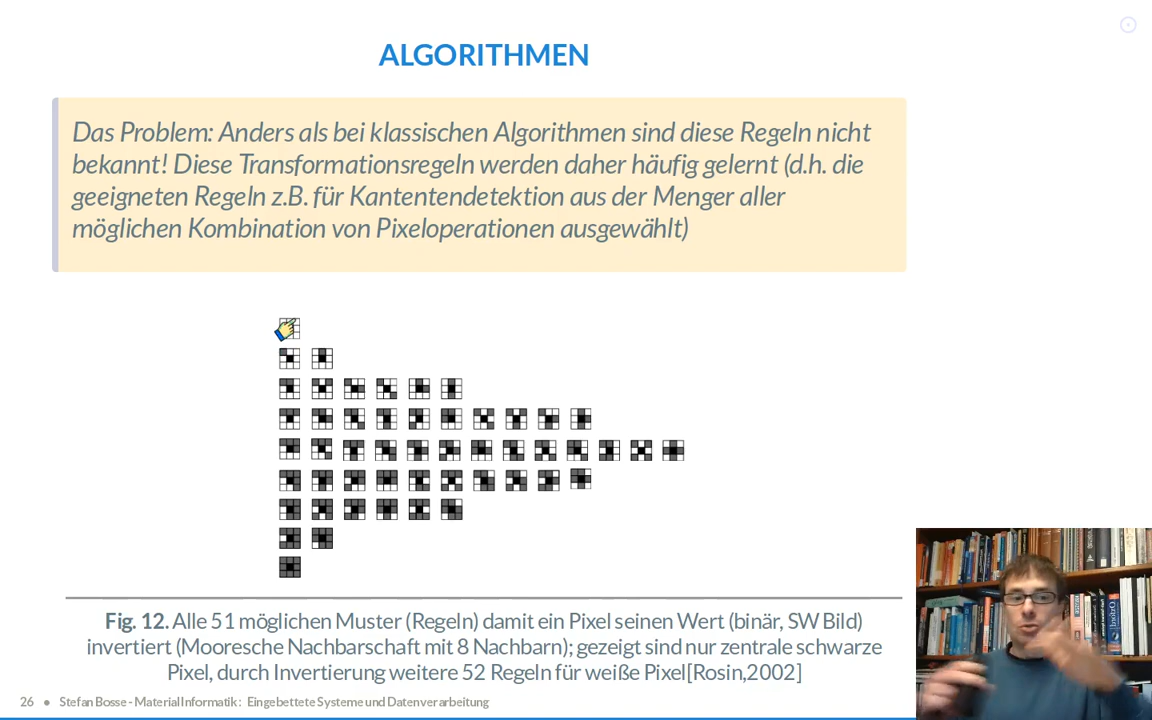 ALGORITHMEN
Das Problem: Anders als bei klassischen Algorithmen sind diese Regeln nicht
bekannt! Diese Transformationsregeln werden daher häufig gelernt (d.h. die
geeigneten Regeln z.B. für Kantentendetektion aus der Menger aller
möglichen Kombination von Pixeloperationen ausgewählt)
Fig. 12. Alle 51 möglichen Muster (Regeln) damit ein Pixel seinen Wert (binär, SW Bild)
invertiert (Mooresche Nachbarschaft mit 8 Nachbarn); gezeigt sind nur zentrale schwarze
Pixel, durch Invertierung weitere 52 Regeln für weiße Pixel[Rosin,2002]
26 • Stefan Bosse - Material Informatik: Eingebettete Systeme und Datenverarbeitung